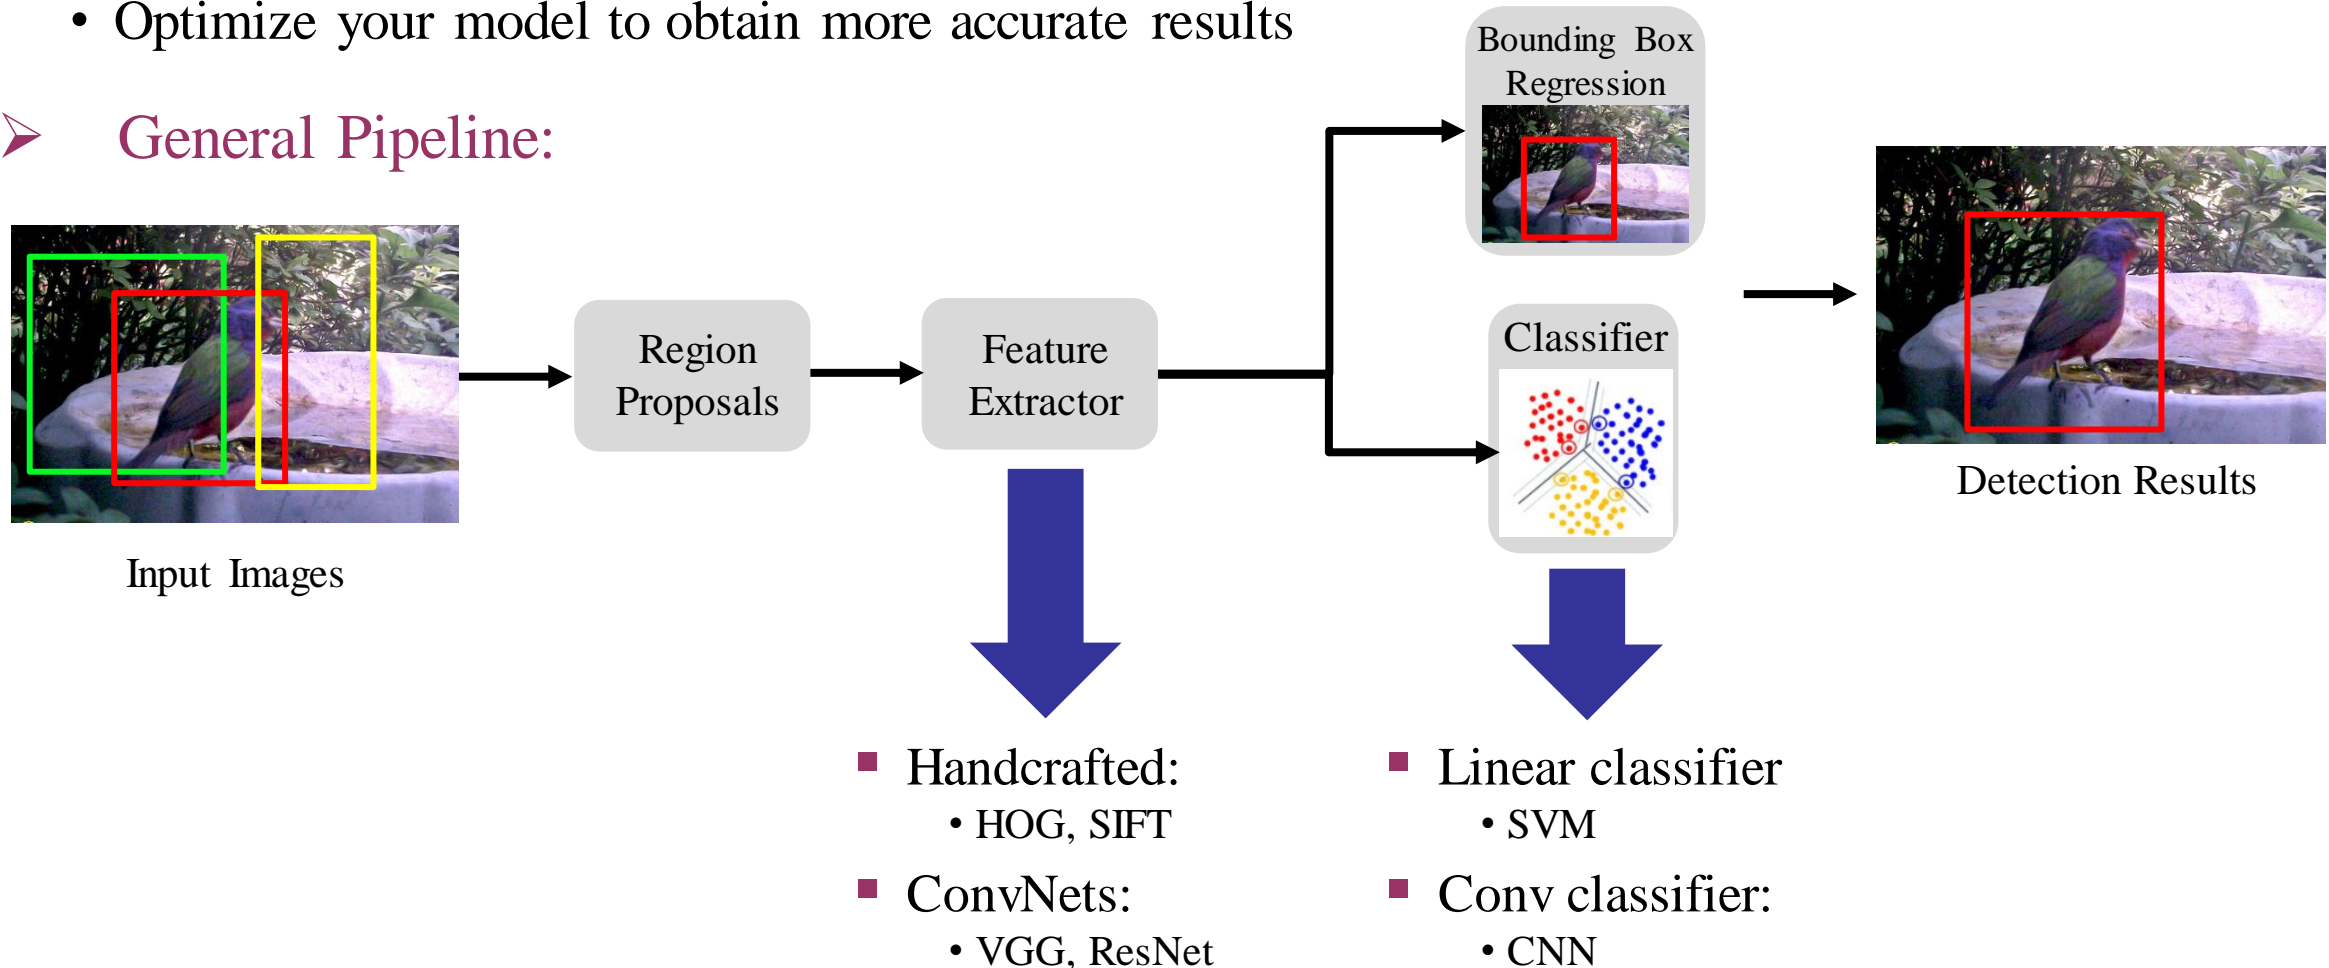 • Optimize your model to obtain more accurate results
➢ General Pipeline:
Input Images
Region
Proposals
Feature
Extractor
Bounding Box
Regression
Classifier
Detection Results
▪ Handcrafted:
• HOG, SIFT
▪ ConvNets:
• VGG, ResNet
▪ Linear classifier
• SVM
▪ Conv classifier:
• CNN